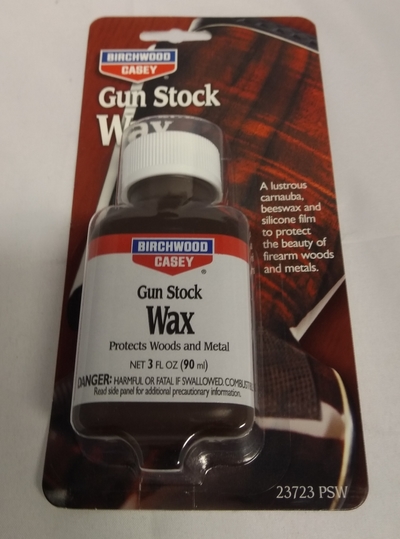 BIRCHWOOD
CASEY
Gun Stock
Wax
A lustrous
carnauba,
beeswax and
silicone film
to protect
the beauty of
firearm woods
and metals.
BIRCHWOOD
CASEY
®
Gun Stock
Wax
Protects Woods and Metal
NET 3 FL OZ (90 ml)
DANGER: HARMFUL OR FATAL IF SWALLOWED.
Read side panel for additional precautionary information.
23723 PSW